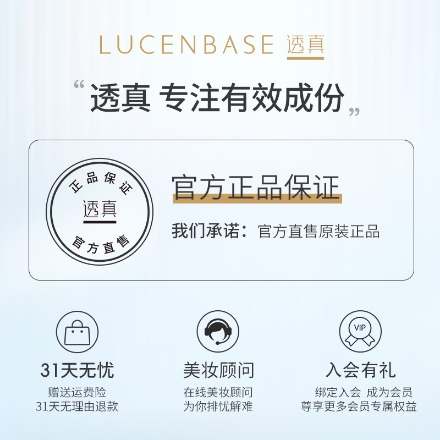 LUCENBASE 透真
“透真 专注有效成份”
正品保证
透真
官方直售
官方正品保证
我们承诺：官方直售原装正品
VIP
31天无忧
赠送运费险
31天无理由退款
美妆顾问
在线美妆顾问
为你排忧解难
入会有礼
绑定入会 成为会员
尊享更多会员专属权益